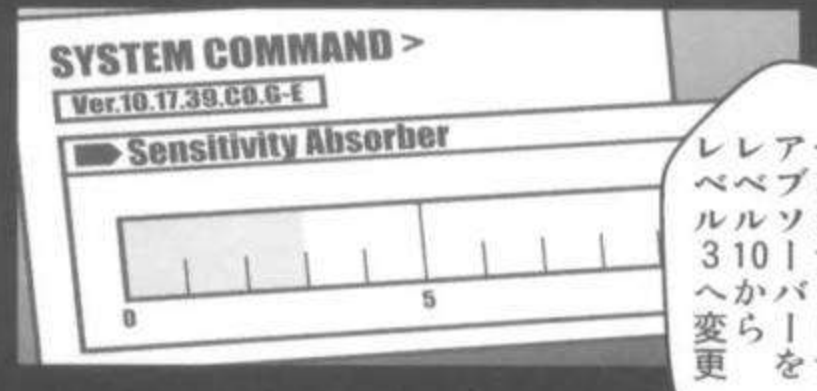 SYSTEM COMMAND >
Ver.10.17.39.CO.G-E
Sensitivity Absorber
0
5
アブソーバーを
レベル10から
レベル3へ変更